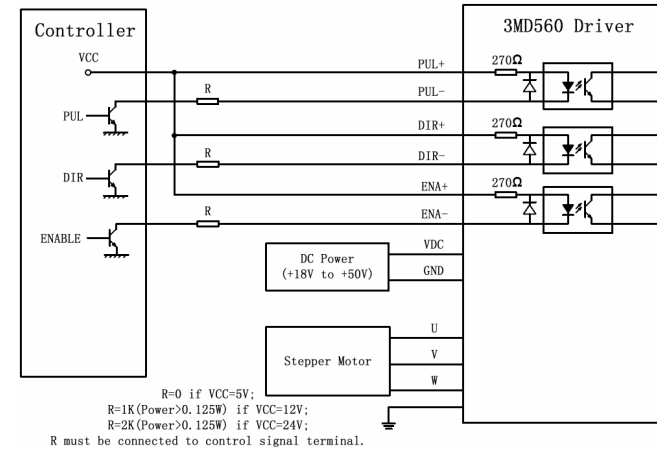 Controller
3MD560 Driver
VCC
PUL+
270Ω
R
PUL-
PUL
DIR+
270Ω
R
DIR-
DIR
ENA+
270Ω
R
ENA-
ENABLE
VDC
DC Power
(+18V to +50V)
GND
U
Stepper Motor
V
W
R=0 if VCC=5V;
R=1K(Power>0.125W) if VCC=12V;
R=2K(Power>0.125W) if VCC=24V;
R must be connected to control signal terminal.